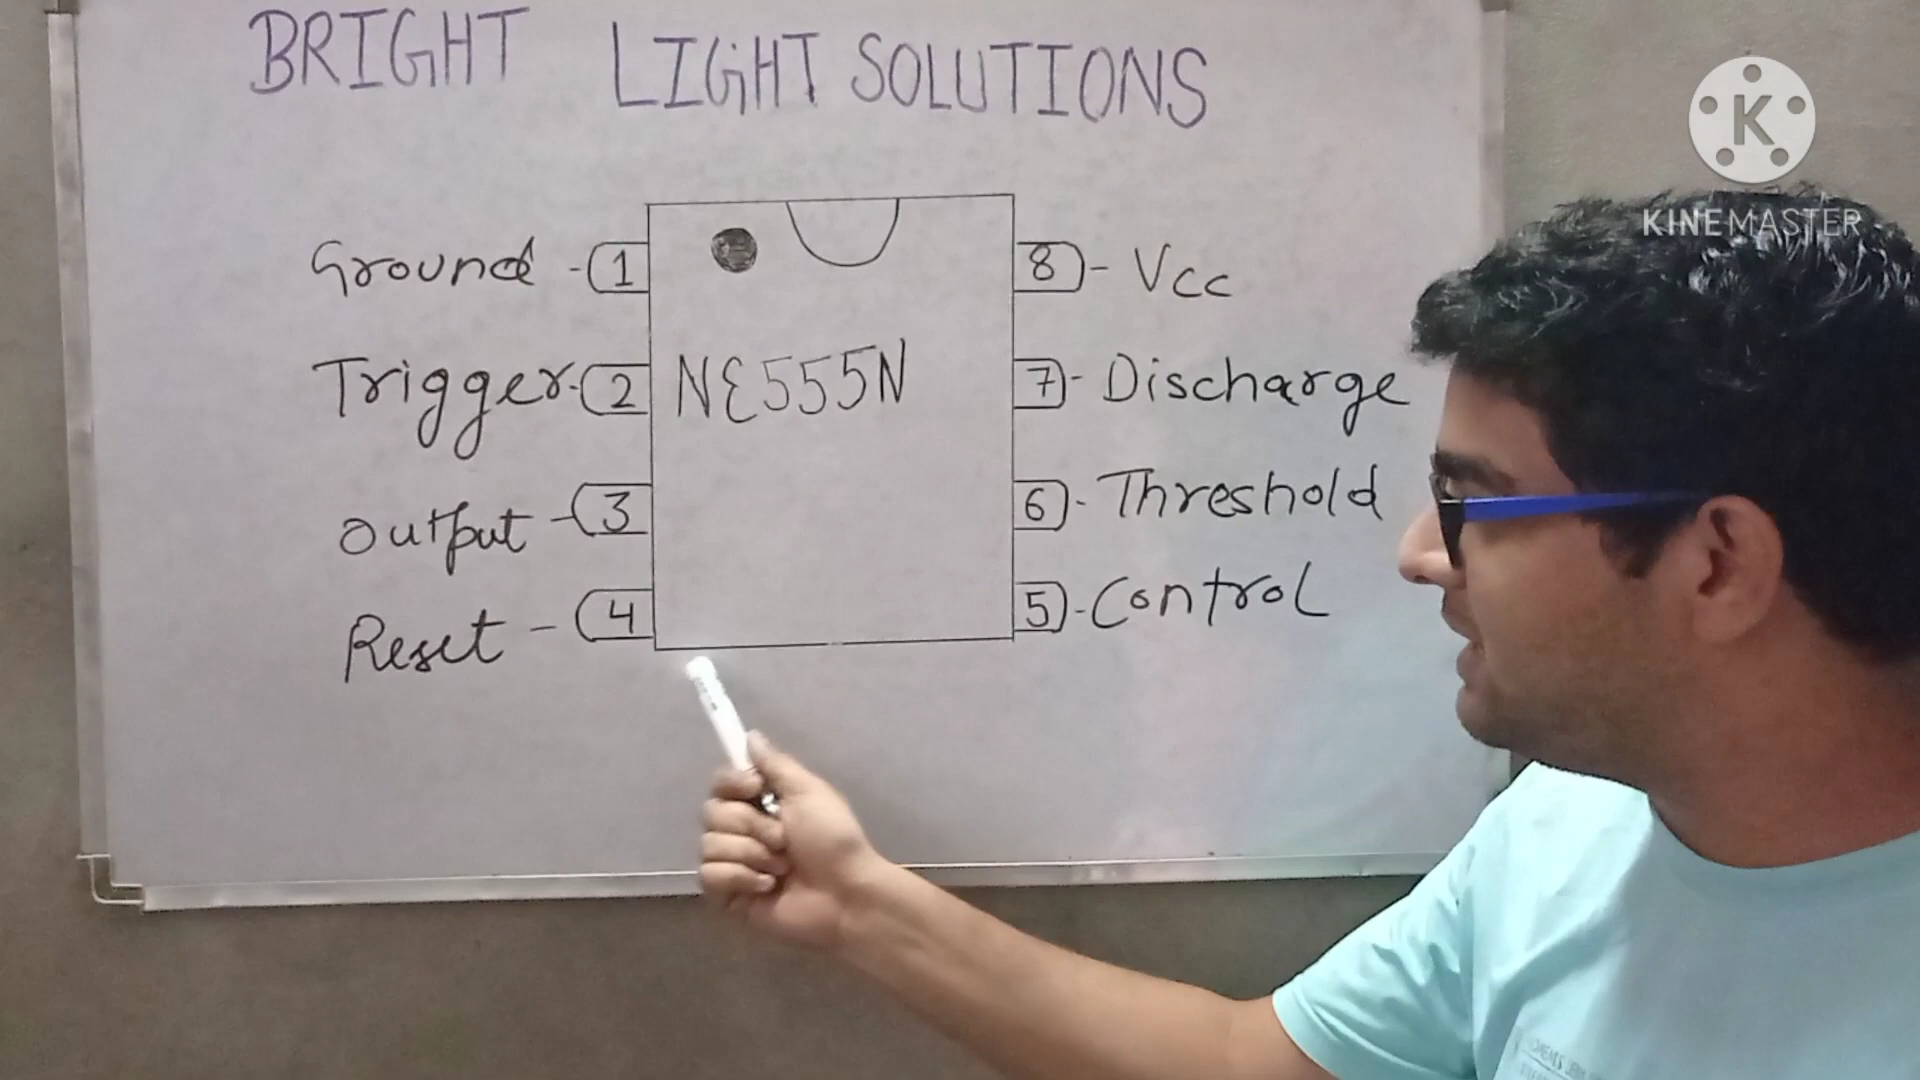 BRIGHT LIGHT SOLUTIONS
K
KINEMASTER
Ground - 1
8 - Vcc
Trigger - 2
NE555N
7 - Discharge
Output - 3
6 - Threshold
Reset - 4
5 - Control